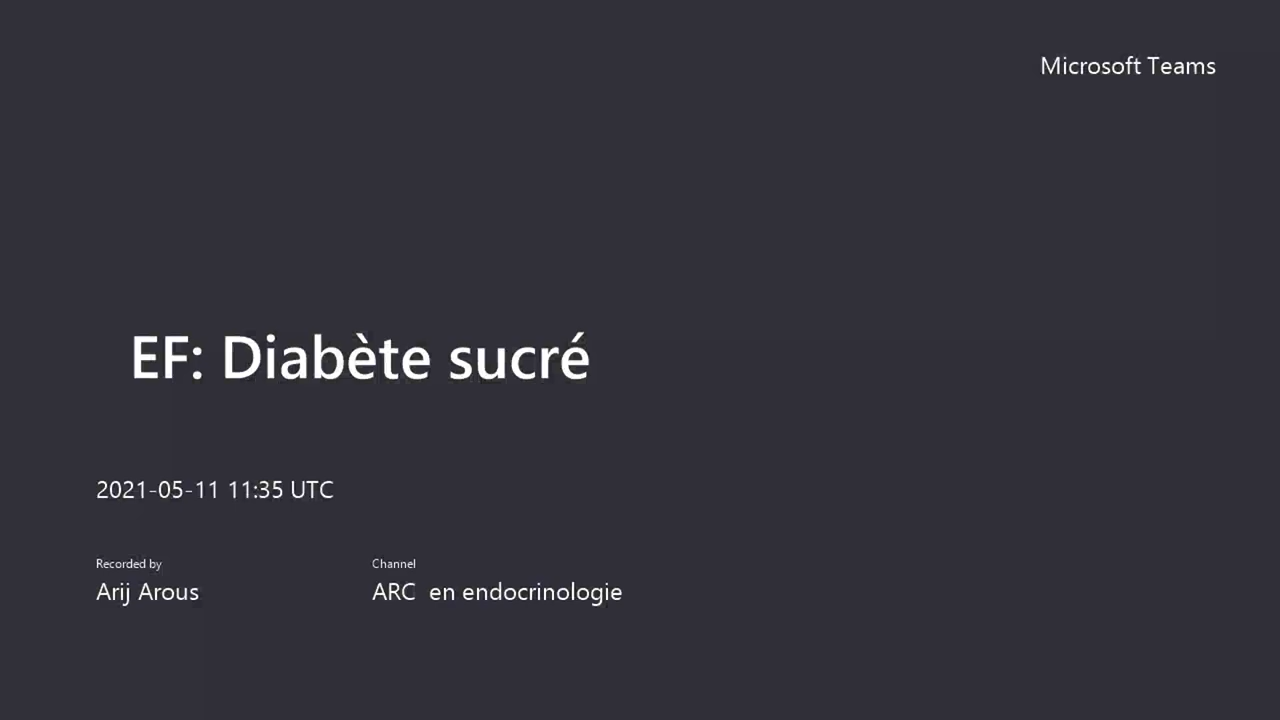 Microsoft Teams
EF: Diabète sucré
2021-05-11 11:35 UTC
Recorded by
Arij Arous
Channel
ARC en endocrinologie